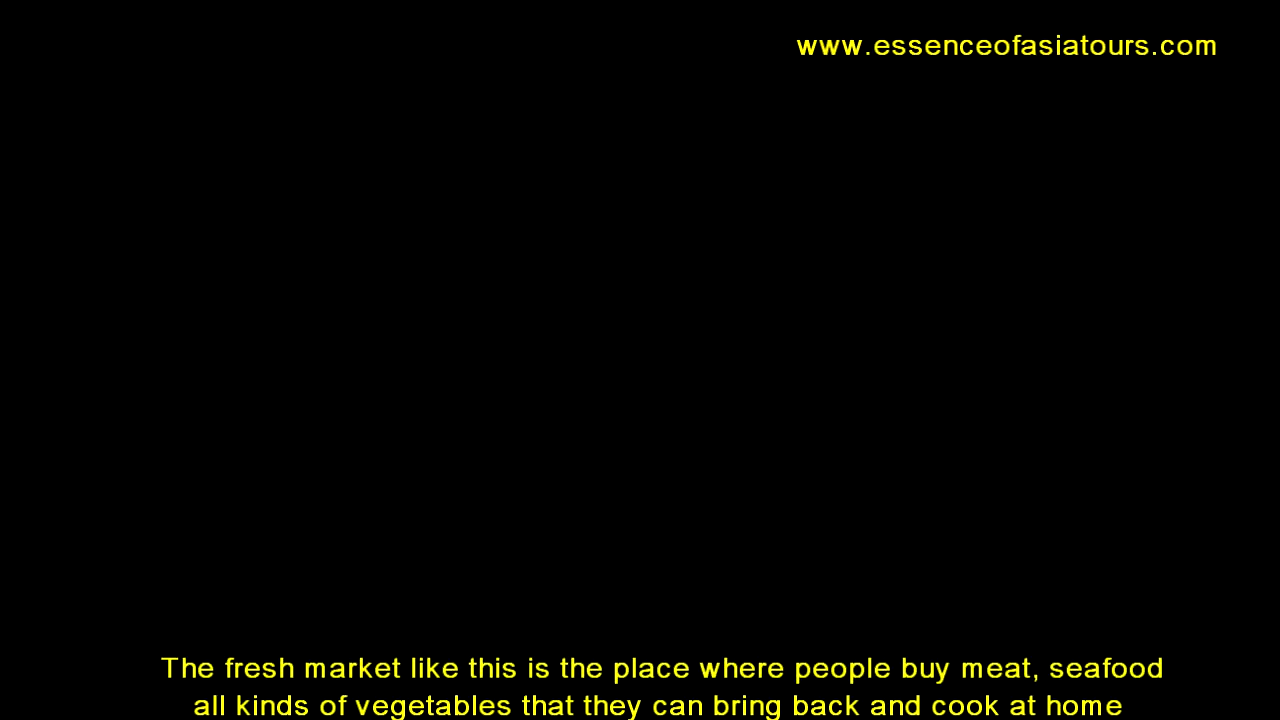 www.essenceofasiatours.com
The fresh market like this is the place where people buy meat, seafood
all kinds of vegetables that they can bring back and cook at home